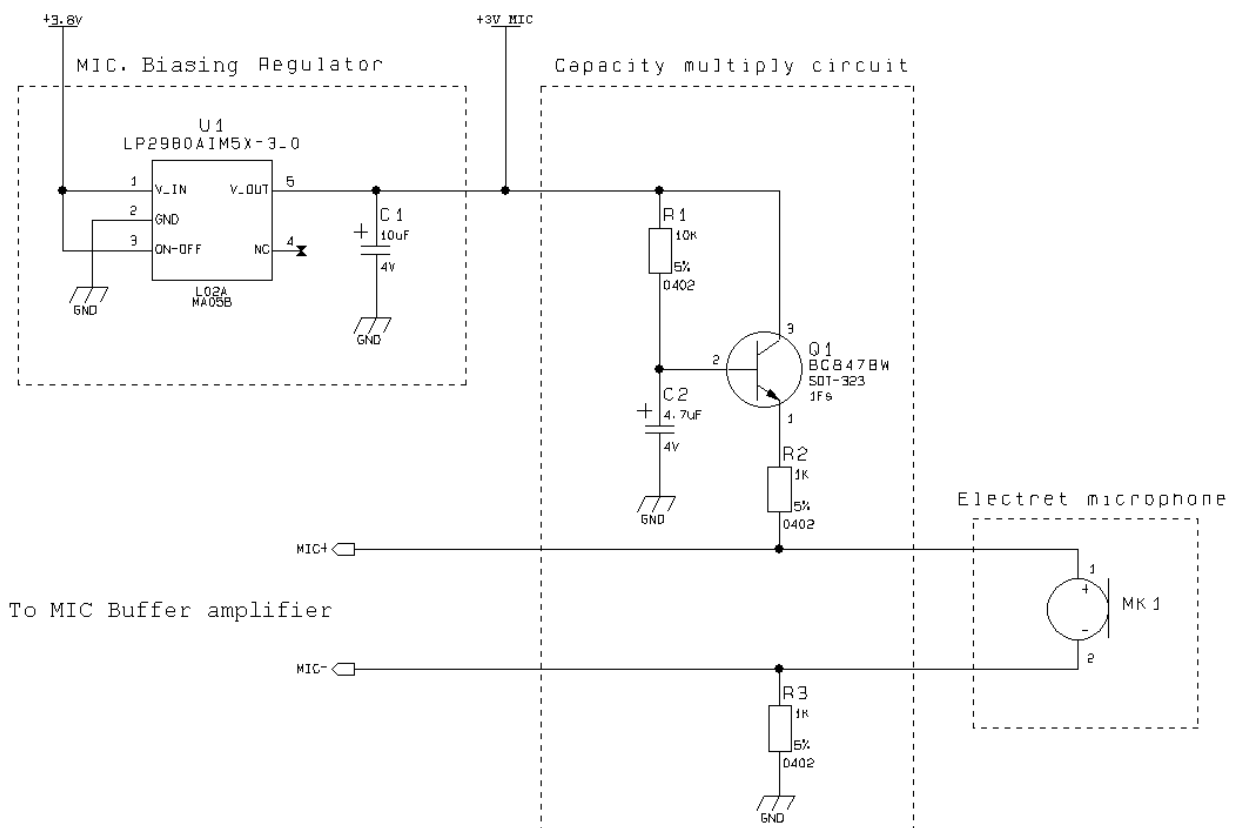 +3.8V
+3V MIC
MIC. Biasing Regulator
Capacity multiply circuit
U1
LP2980AIM5X-3_0
1
V_IN
V_OUT
5
2
GND
3
ON-OFF
NC
4
L02A
MA05B
GND
C1
+
10uF
4V
GND
R1
10K
5%
0402
2
3
Q1
BC847BW
SOT-323
1Fs
1
C2
+
4.7uF
4V
GND
R2
1K
5%
0402
Electret microphone
MIC+
1
+
MK1
-
2
To MIC Buffer amplifier
MIC-
R3
1K
5%
0402
GND